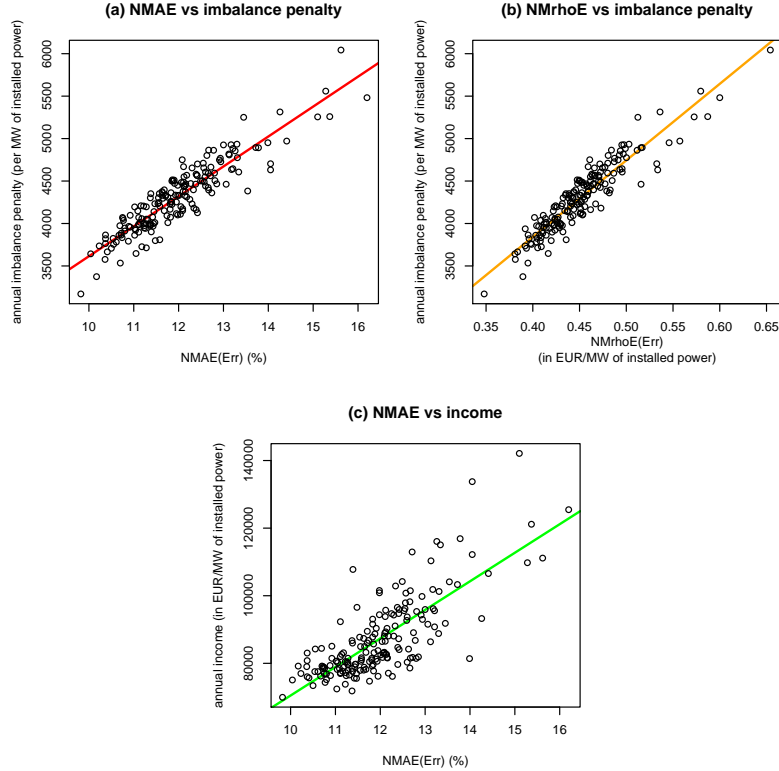 (a) NMAE vs imbalance penalty
annual imbalance penalty (per MW of installed power)
3500 4000 4500 5000 5500 6000
10 11 12 13 14 15 16
NMAE(Err) (%)
(b) NMrhoE vs imbalance penalty
annual imbalance penalty (per MW of installed power)
3500 4000 4500 5000 5500 6000
0.35 0.40 0.45 0.50 0.55 0.60 0.65
NMrhoE(Err)
(in EUR/MW of installed power)
(c) NMAE vs income
annual income (in EUR/MW of installed power)
80000 100000 120000 140000
10 11 12 13 14 15 16
NMAE(Err) (%)